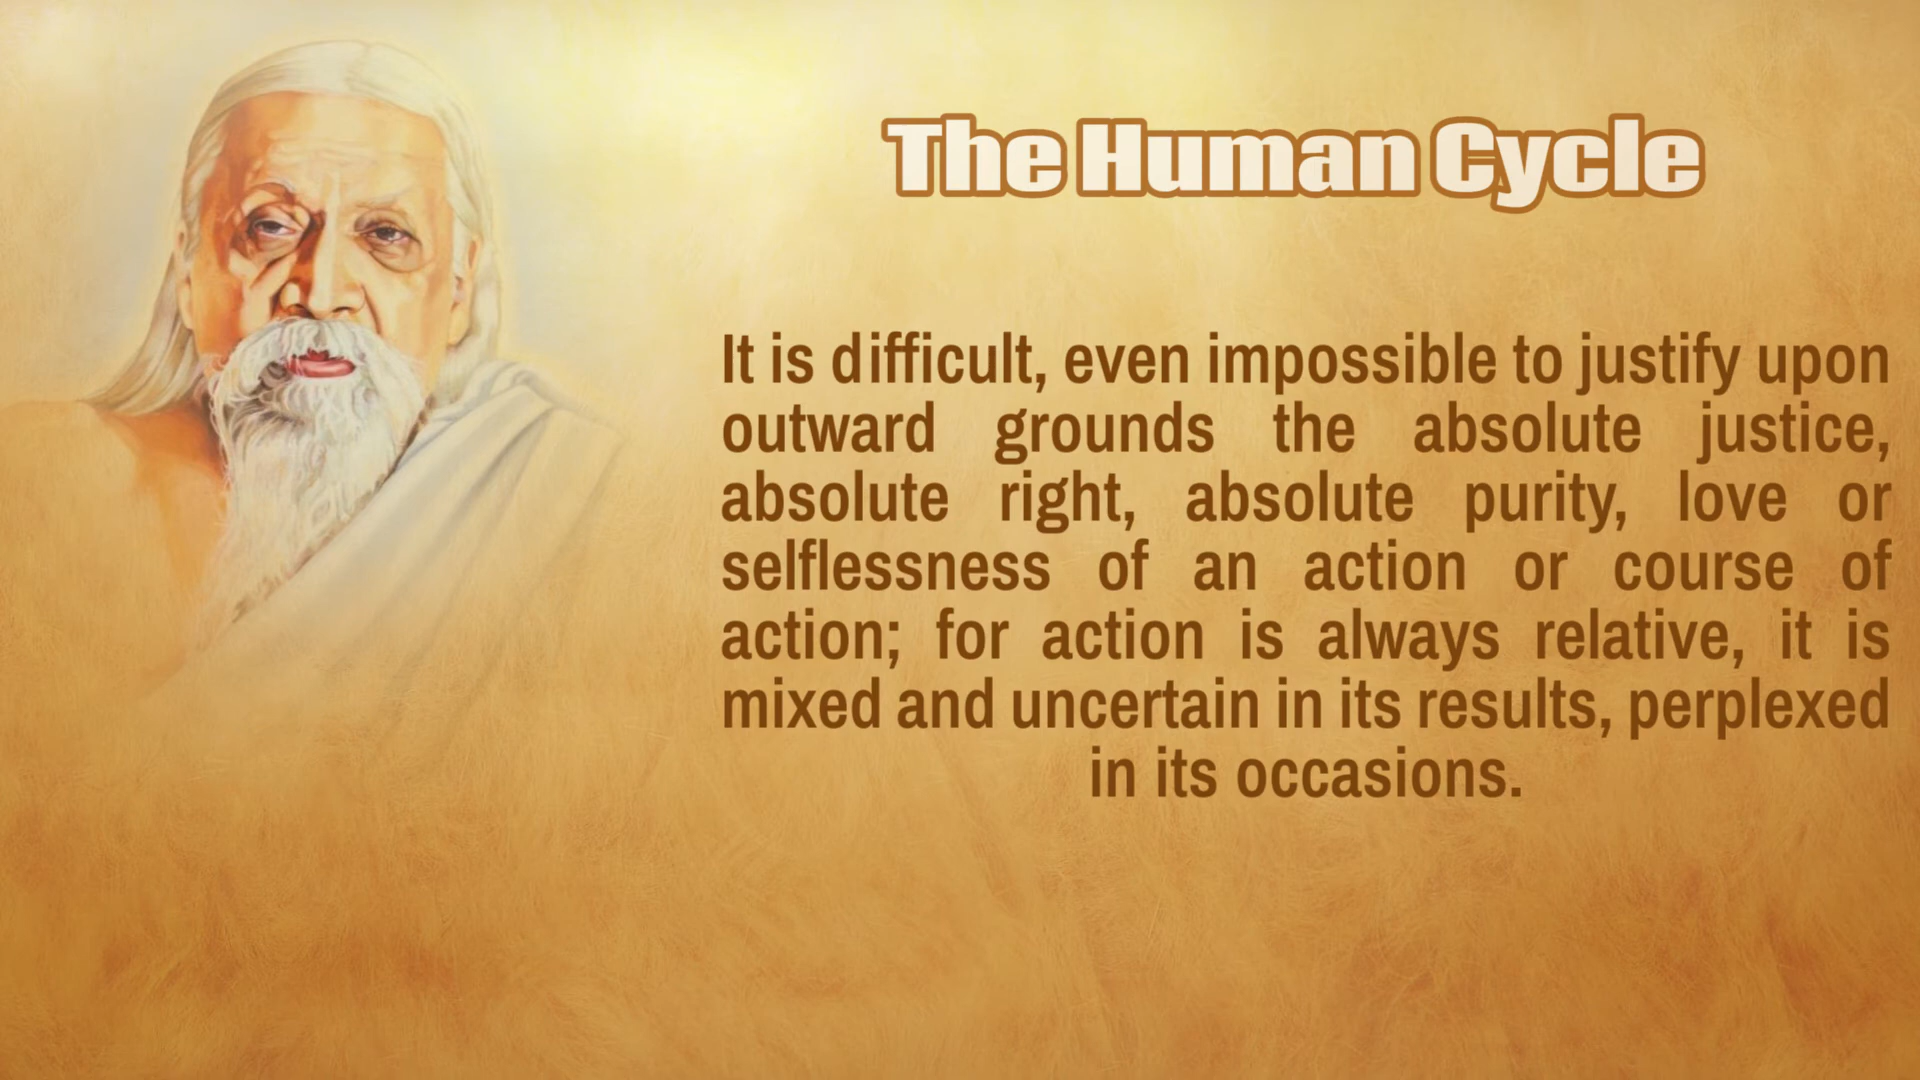 The Human Cycle
It is difficult, even impossible to justify upon
outward grounds the absolute justice,
absolute right, absolute purity, love or
selflessness of an action or course of
action; for action is always relative, it is
mixed and uncertain in its results, perplexed
in its occasions.